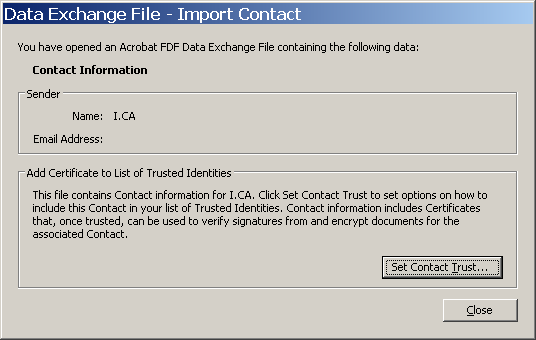 Data Exchange File - Import Contact
You have opened an Acrobat FDF Data Exchange File containing the following data:
Contact Information
Sender
Name: I.CA
Email Address:
Add Certificate to List of Trusted Identities
This file contains Contact information for I.CA. Click Set Contact Trust to set options on how to
include this Contact in your list of Trusted Identities. Contact information includes Certificates
that, once trusted, can be used to verify signatures from and encrypt documents for the
associated Contact.
Set Contact Trust...
Close